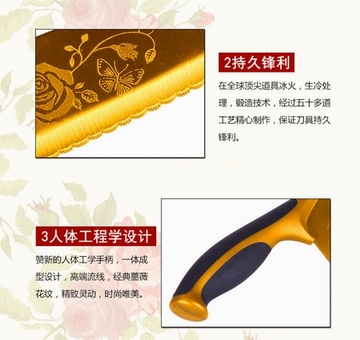 2持久锋利
在全球顶尖道具冰火，生冷处
理，锻造技术，经过五十多道
工艺精心制作，保证刀具持久
锋利。
3人体工程学设计
赞新的人体工学手柄，一体成
型设计，高端流线，经典蔷薇
花纹，精致灵动，时尚唯美。